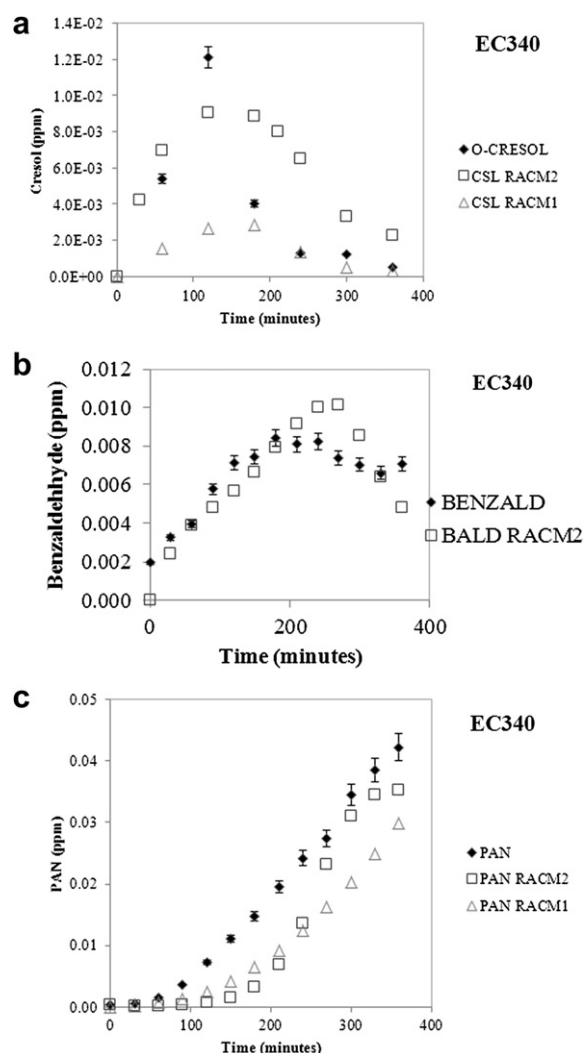 a
EC340
1.4E-02
1.2E-02
1.0E-02
8.0E-03
6.0E-03
4.0E-03
2.0E-03
0.0E+00
Cresol (ppm)
O-CRESOL
CSL RACM2
CSL RACM1
0 100 200 300 400
Time (minutes)
b
EC340
0.012
0.010
0.008
0.006
0.004
0.002
0.000
Benzaldehhyde (ppm)
BENZALD
BALD RACM2
0 200 400
Time (minutes)
c
EC340
0.05
0.04
0.03
0.02
0.01
0.00
PAN (ppm)
PAN
PAN RACM2
PAN RACM1
0 100 200 300 400
Time (minutes)